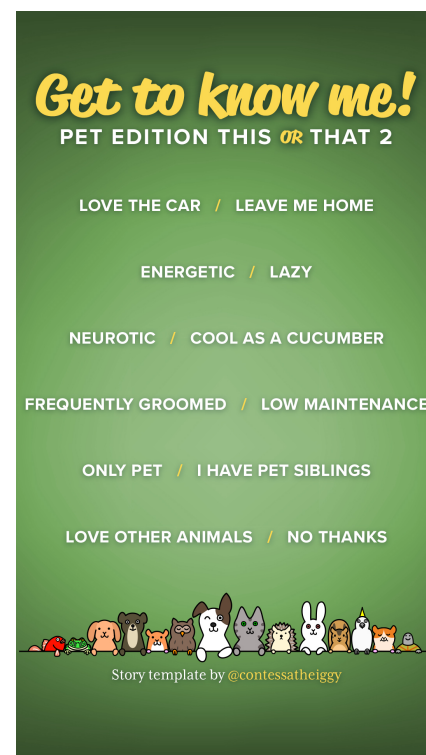 Get to know me!
PET EDITION THIS OR THAT 2
LOVE THE CAR / LEAVE ME HOME
ENERGETIC / LAZY
NEUROTIC / COOL AS A CUCUMBER
FREQUENTLY GROOMED / LOW MAINTENANCE
ONLY PET / I HAVE PET SIBLINGS
LOVE OTHER ANIMALS / NO THANKS
Story template by @contessatheiggy